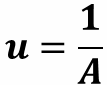 u = 1/A